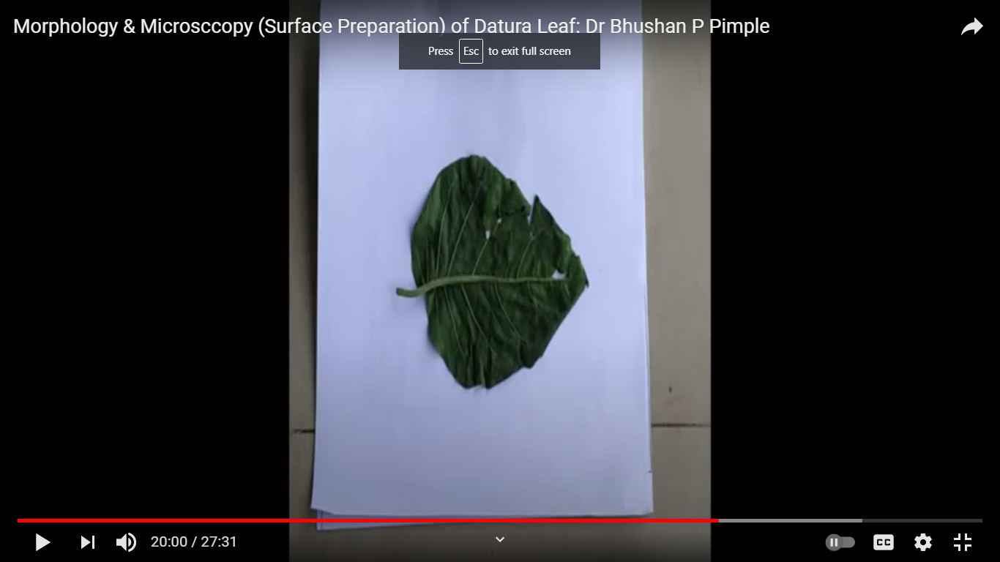 Morphology & Microsccopy (Surface Preparation) of Datura Leaf: Dr Bhushan P Pimple
Press Esc to exit full screen
20:00 / 27:31
CC